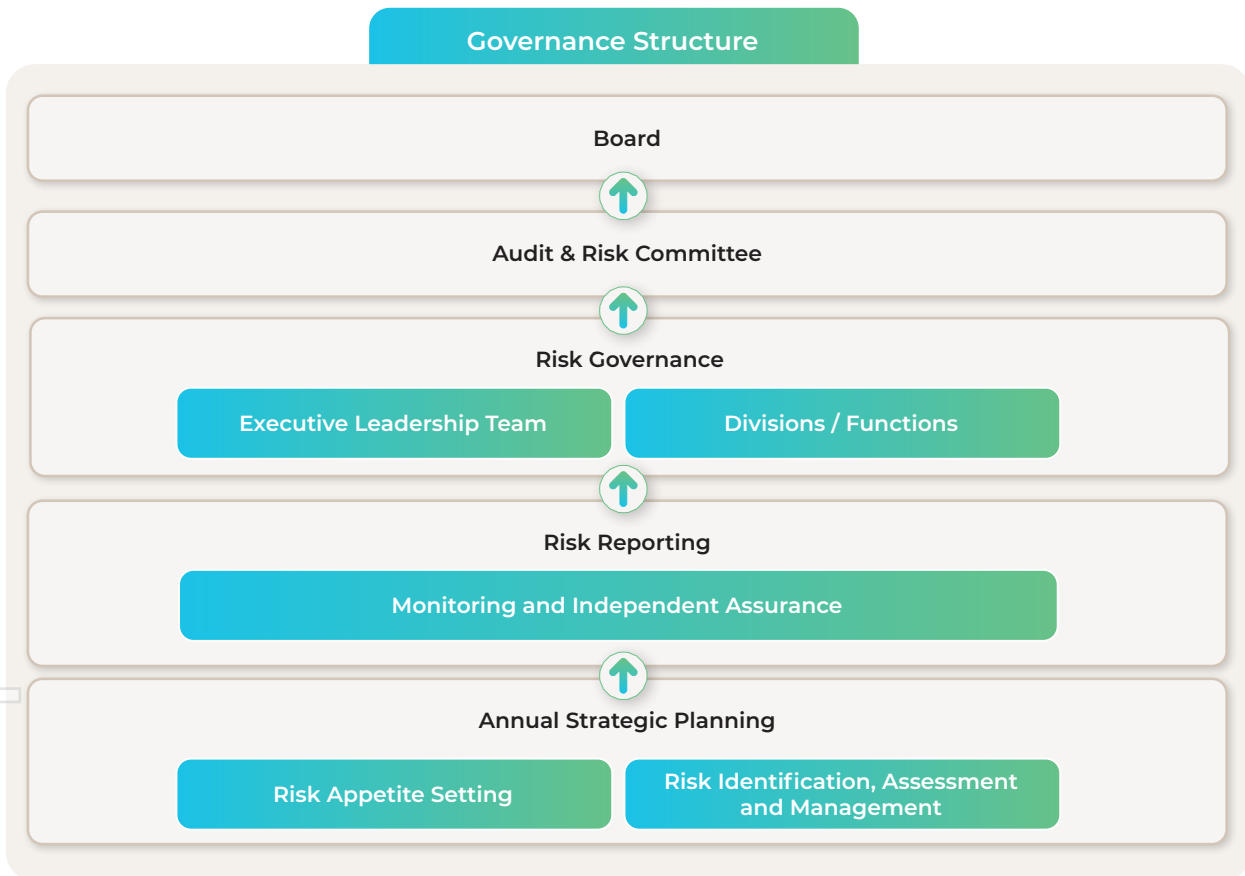 Governance Structure
Board
Audit & Risk Committee
Risk Governance
Executive Leadership Team
Divisions / Functions
Risk Reporting
Monitoring and Independent Assurance
Annual Strategic Planning
Risk Appetite Setting
Risk Identification, Assessment
and Management